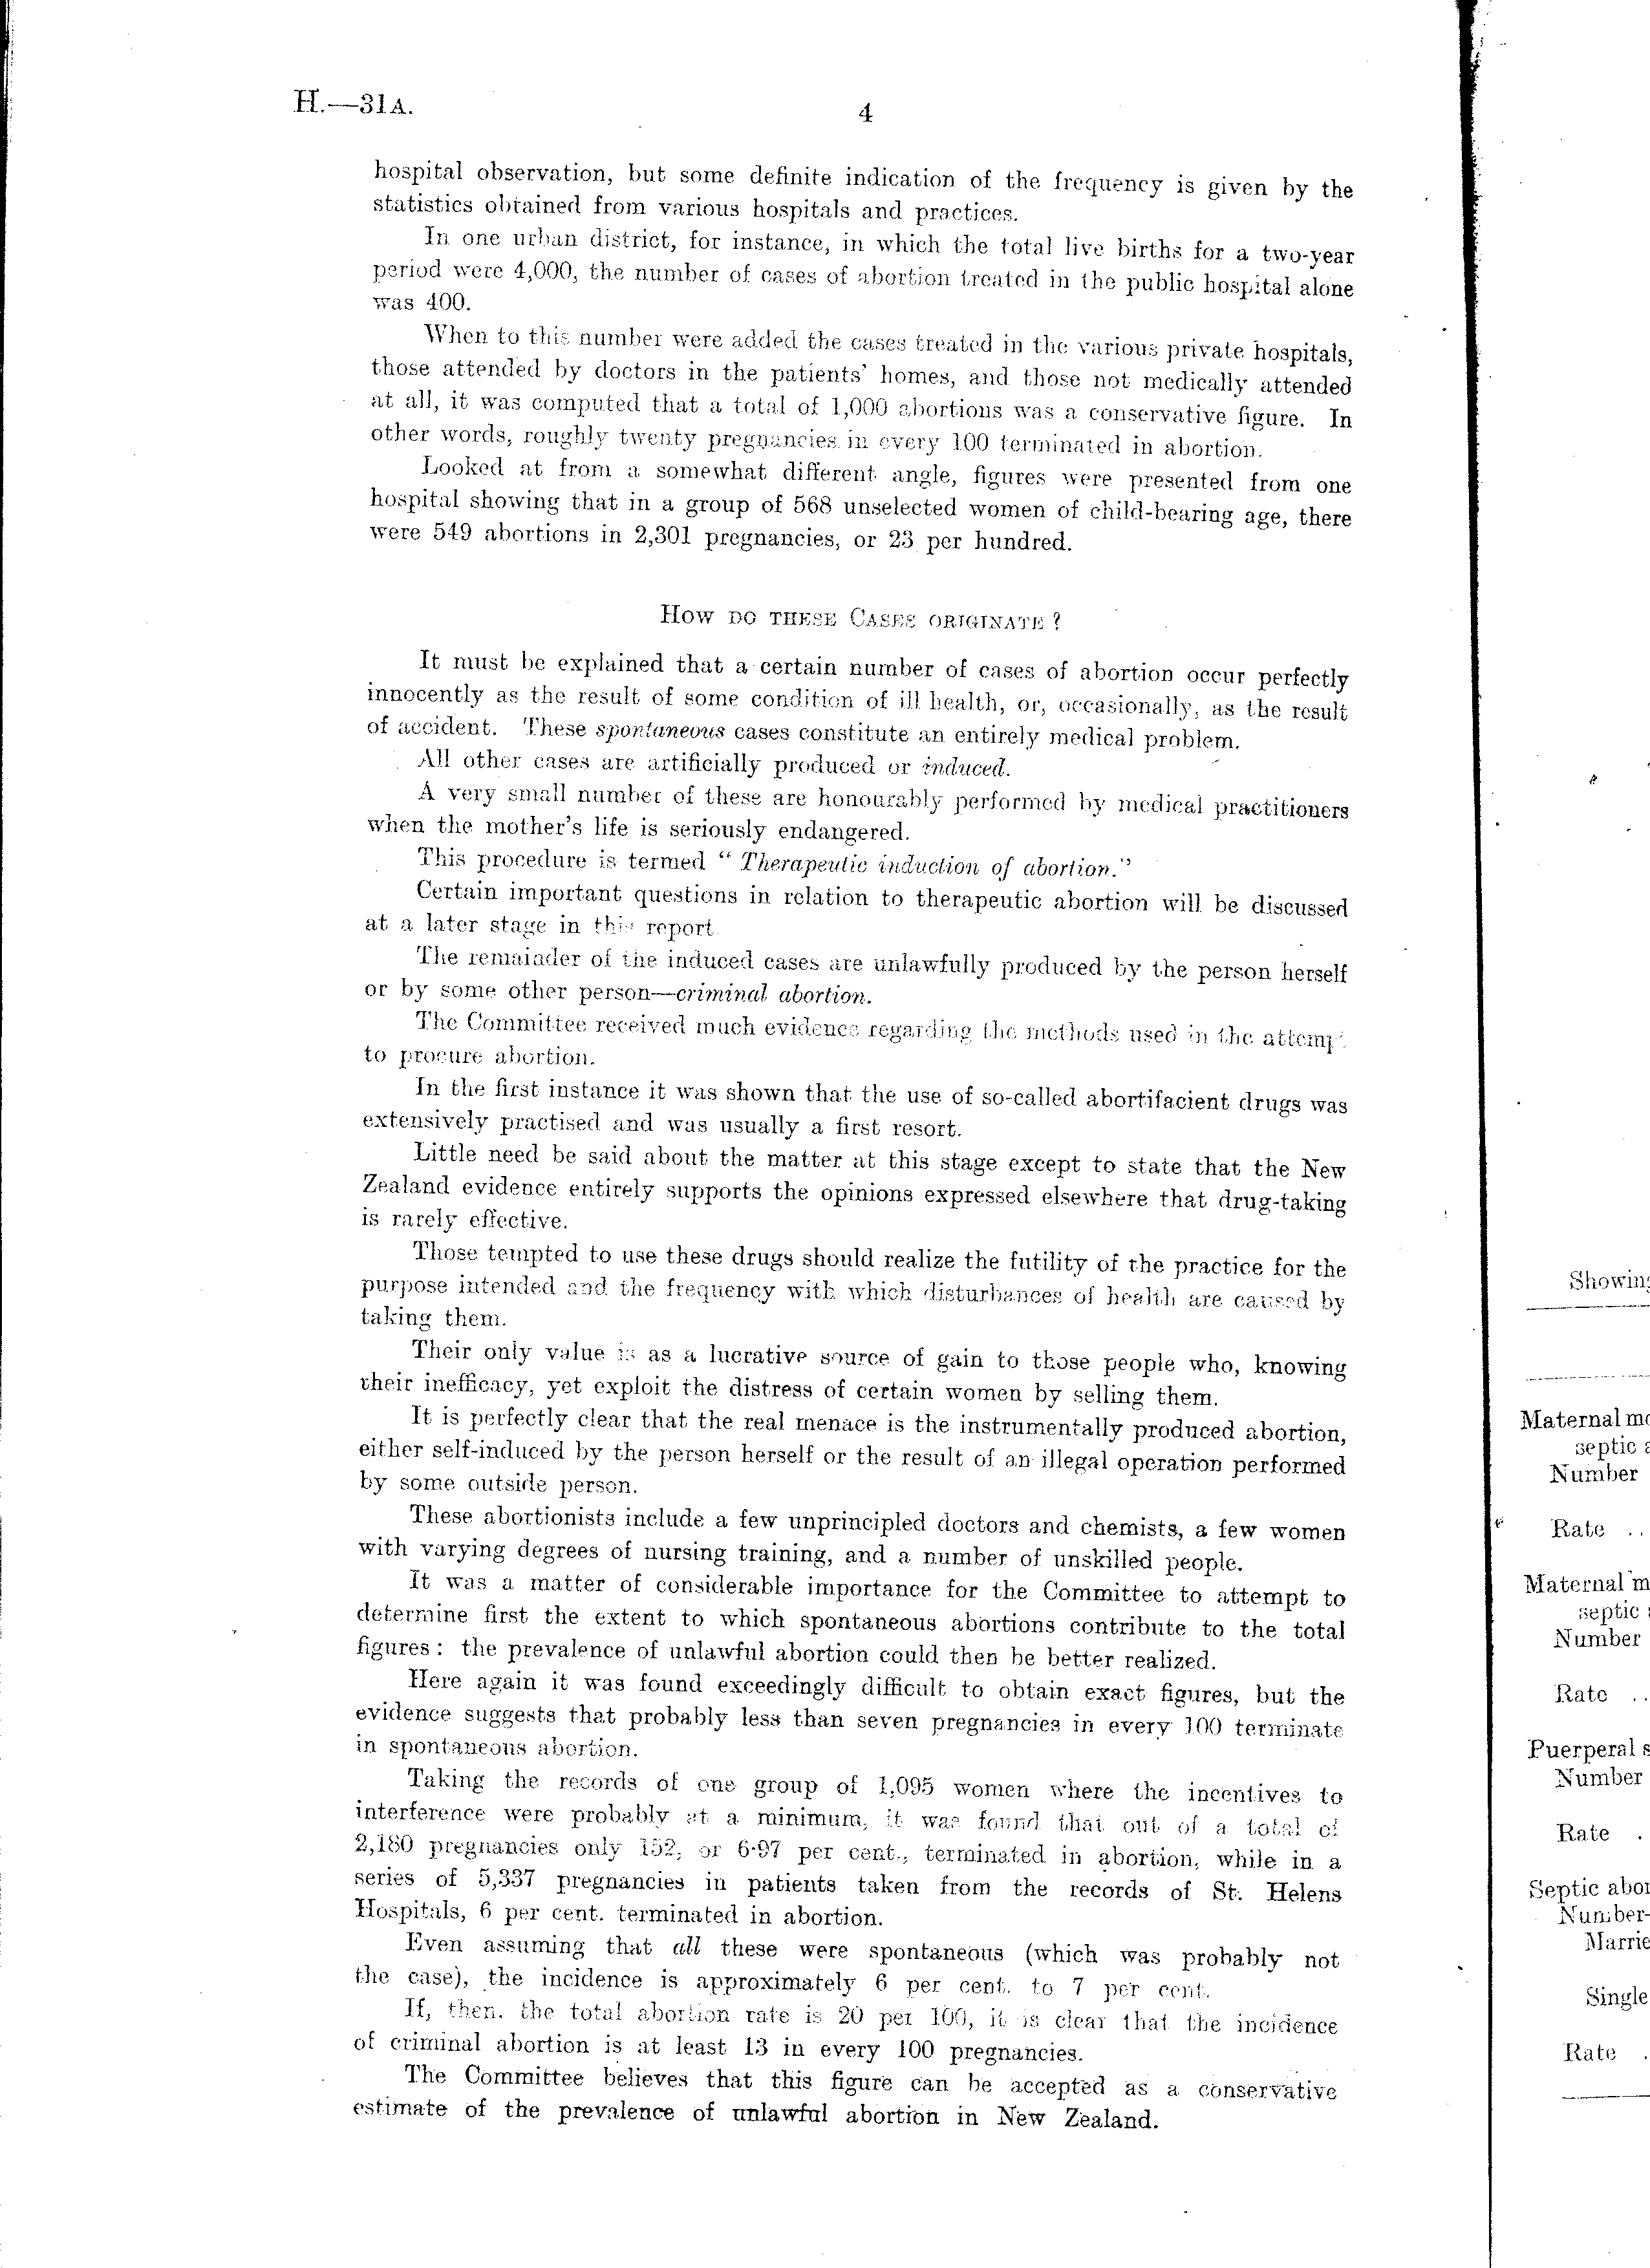 H.—31A.
4
hospital observation, but some definite indication of the frequency is given by the
statistics obtained from various hospitals and practices.
In one urban district, for instance, in which the total live births for a two-year
period were 4,000, the number of cases of abortion treated in the public hospital alone
was 400.
When to this number were added the cases treated in the various private hospitals,
those attended by doctors in the patients' homes, and those not medically attended
at all, it was computed that a total of 1,000 abortions was a conservative figure. In
other words, roughly twenty pregnancies in every 100 terminated in abortion.
Looked at from a somewhat different angle, figures were presented from one
hospital showing that in a group of 568 unselected women of child-bearing age, there
were 549 abortions in 2,301 pregnancies, or 23 per hundred.
How do these Cases originate?
It must be explained that a certain number of cases of abortion occur perfectly
innocently as the result of some condition of ill health, or, occasionally, as the result
of accident. These spontaneous cases constitute an entirely medical problem.
All other cases are artificially produced or induced.
A very small number of these are honourably performed by medical practitioners
when the mother's life is seriously endangered.
This procedure is termed "Therapeutic induction of abortion."
Certain important questions in relation to therapeutic abortion will be discussed
at a later stage in this report.
The remainder of the induced cases are unlawfully produced by the person herself
or by some other person—criminal abortion.
The Committee received much evidence regarding the methods used in the attempt
to procure abortion.
In the first instance it was shown that the use of so-called abortifacient drugs was
extensively practised and was usually a first resort.
Little need be said about the matter at this stage except to state that the New
Zealand evidence entirely supports the opinions expressed elsewhere that drug-taking
is rarely effective.
Those tempted to use these drugs should realize the futility of the practice for the
purpose intended and the frequency with which disturbances of health are caused by
taking them.
Their only value is as a lucrative source of gain to those people who, knowing
their inefficacy, yet exploit the distress of certain women by selling them.
It is perfectly clear that the real menace is the instrumentally produced abortion,
either self-induced by the person herself or the result of an illegal operation performed
by some outside person.
These abortionists include a few unprincipled doctors and chemists, a few women
with varying degrees of nursing training, and a number of unskilled people.
It was a matter of considerable importance for the Committee to attempt to
determine first the extent to which spontaneous abortions contribute to the total
figures: the prevalence of unlawful abortion could then be better realized.
Here again it was found exceedingly difficult to obtain exact figures, but the
evidence suggests that probably less than seven pregnancies in every 100 terminate
in spontaneous abortion.
Taking the records of one group of 1,095 women where the incentives to
interference were probably at a minimum, it was found that out of a total of
2,180 pregnancies only 152, or 6·97 per cent., terminated in abortion, while in a
series of 5,337 pregnancies in patients taken from the records of St. Helens
Hospitals, 6 per cent. terminated in abortion.
Even assuming that all these were spontaneous (which was probably not
the case), the incidence is approximately 6 per cent. to 7 per cent.
If, then, the total abortion rate is 20 per 100, it is clear that the incidence
of criminal abortion is at least 13 in every 100 pregnancies.
The Committee believes that this figure can be accepted as a conservative
estimate of the prevalence of unlawful abortion in New Zealand.
Showing
Maternal
septic
Number
Rate ..
Maternal
septic
Number
Rate ..
Puerperal
Number
Rate .
Septic
Number-
Single
Rate .